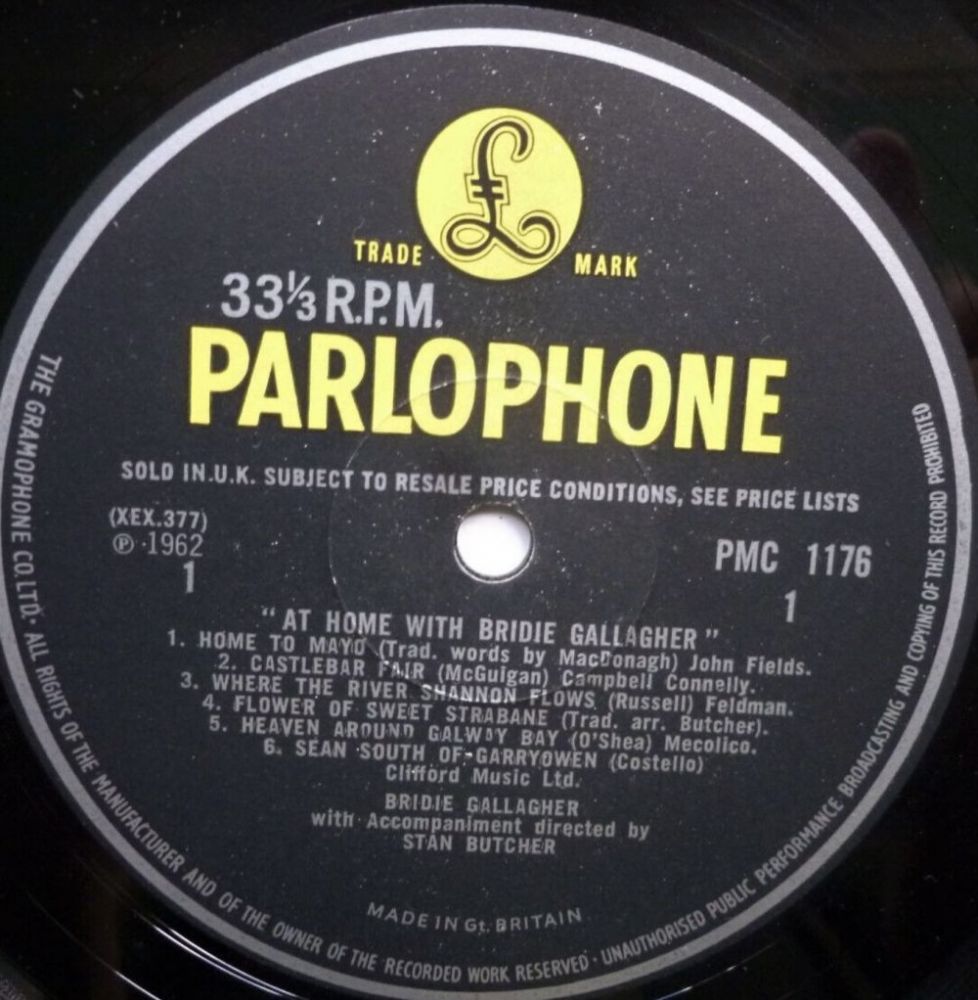 £
TRADE MARK
33⅓ R.P.M.
PARLOPHONE
SOLD IN U.K. SUBJECT TO RESALE PRICE CONDITIONS, SEE PRICE LISTS
(XEX.377)
℗ ·1962
1
PMC 1176
1
" AT HOME WITH BRIDIE GALLAGHER "
1. HOME TO MAYO (Trad. words by MacDonagh) John Fields.
2. CASTLEBAR FAIR (McGuigan) Campbell Connelly.
3. WHERE THE RIVER SHANNON FLOWS (Russell) Feldman.
4. FLOWER OF SWEET STRABANE (Trad. arr. Butcher).
5. HEAVEN AROUND GALWAY BAY (O'Shea) Mecolico.
6. SEAN SOUTH OF GARRYOWEN (Costello)
Clifford Music Ltd.
BRIDIE GALLAGHER
with Accompaniment directed by
STAN BUTCHER
MADE IN Gt. BRITAIN
THE GRAMOPHONE CO. LTD. · ALL RIGHTS OF THE MANUFACTURER AND OF THE OWNER OF THE RECORDED WORK RESERVED · UNAUTHORISED PUBLIC PERFORMANCE BROADCASTING AND COPYING OF THIS RECORD PROHIBITED